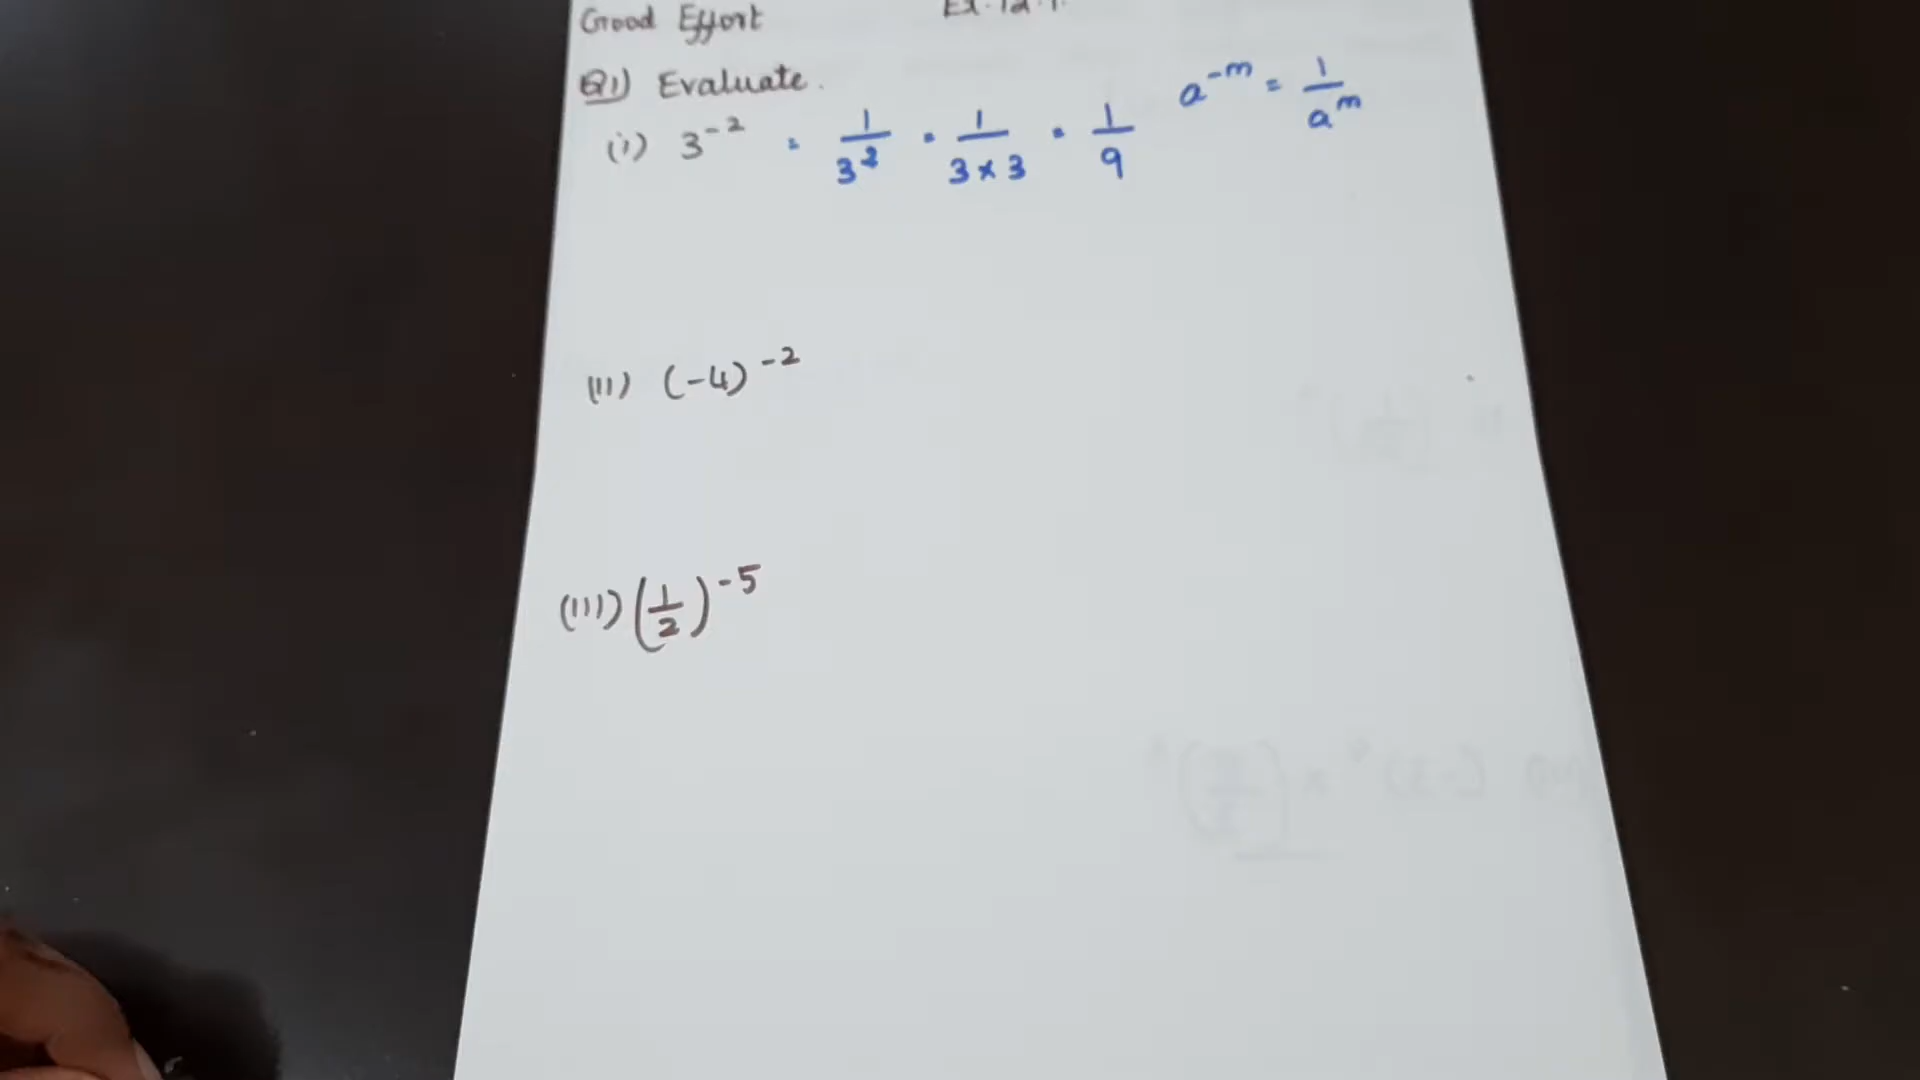 Good Effort
Q1) Evaluate.
(i) 3⁻² = 1/3² = 1/(3 × 3) = 1/9
a⁻ᵐ = 1/aᵐ
(ii) (-4)⁻²
(iii) (1/2)⁻⁵